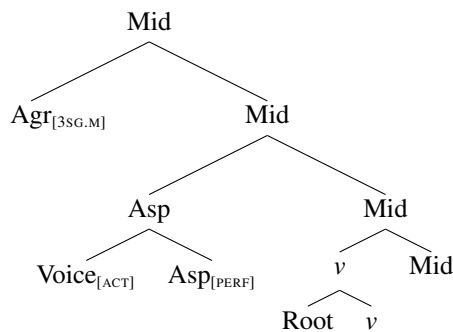 Mid
Agr[3SG.M] Mid
Asp Mid
Voice[ACT] Asp[PERF] v Mid
Root v